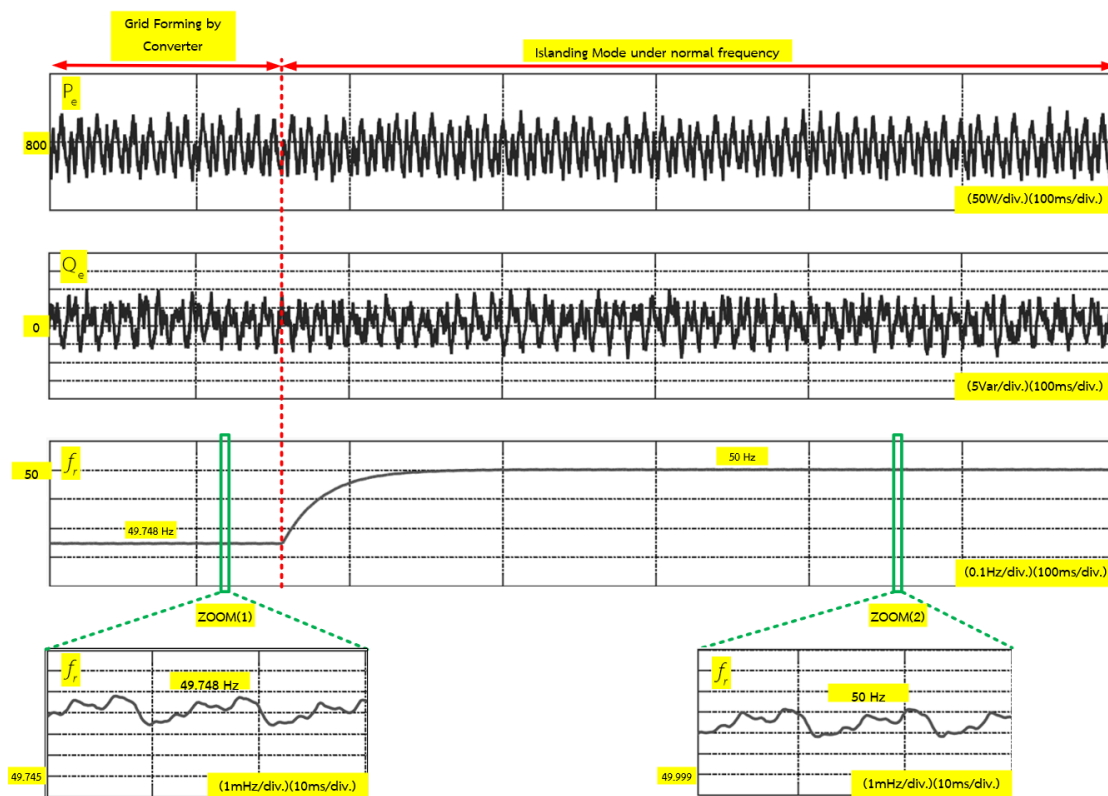 Grid Forming by
Converter
Islanding Mode under normal frequency
Pe
800
(50W/div.)(100ms/div.)
Qe
0
(5Var/div.)(100ms/div.)
fr
50
50 Hz
49.748 Hz
(0.1Hz/div.)(100ms/div.)
ZOOM(1)
ZOOM(2)
fr
49.748 Hz
49.745
(1mHz/div.)(10ms/div.)
fr
50 Hz
49.999
(1mHz/div.)(10ms/div.)